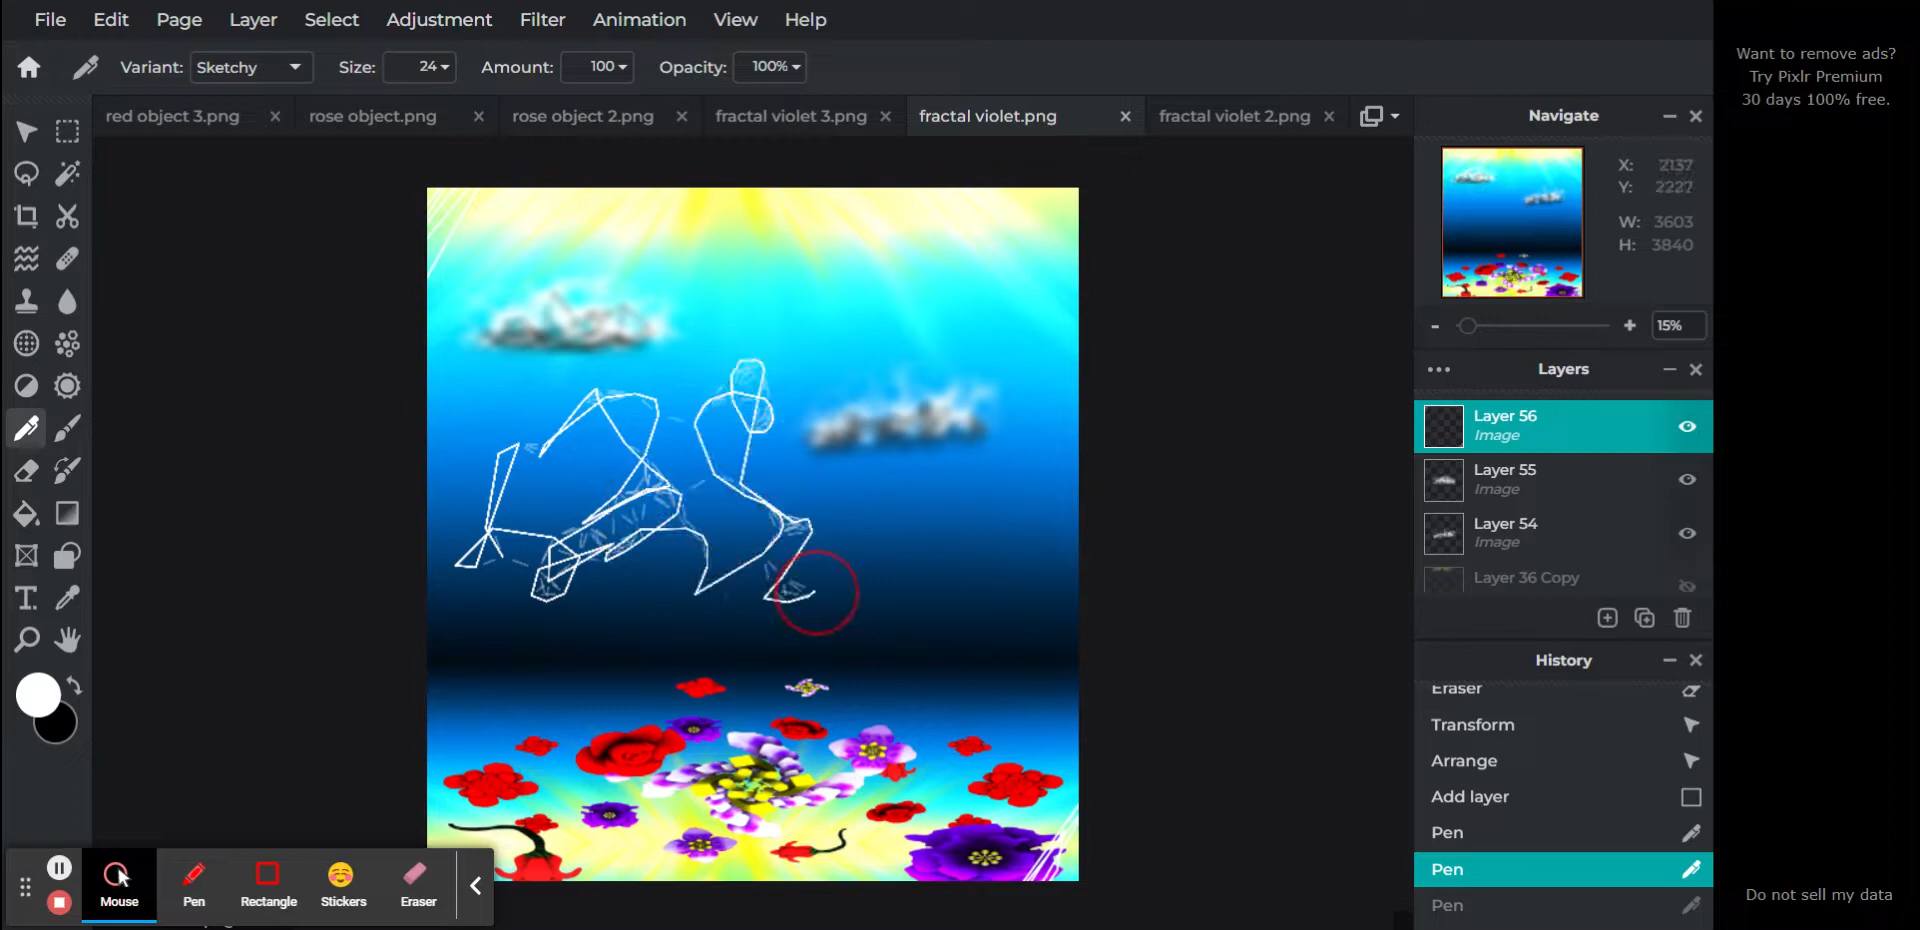 File Edit Page Layer Select Adjustment Filter Animation View Help
Variant: Sketchy Size: 24 Amount: 100 Opacity: 100%
red object 3.png rose object.png rose object 2.png fractal violet 3.png fractal violet.png fractal violet 2.png
Want to remove ads?
Try Pixlr Premium
30 days 100% free.
Navigate
X: 2137
Y: 2227
W: 3603
H: 3840
15%
Layers
Layer 56
Image
Layer 55
Image
Layer 54
Image
Layer 36 Copy
History
Eraser
Transform
Arrange
Add layer
Pen
Pen
Pen
Mouse Pen Rectangle Stickers Eraser
Do not sell my data